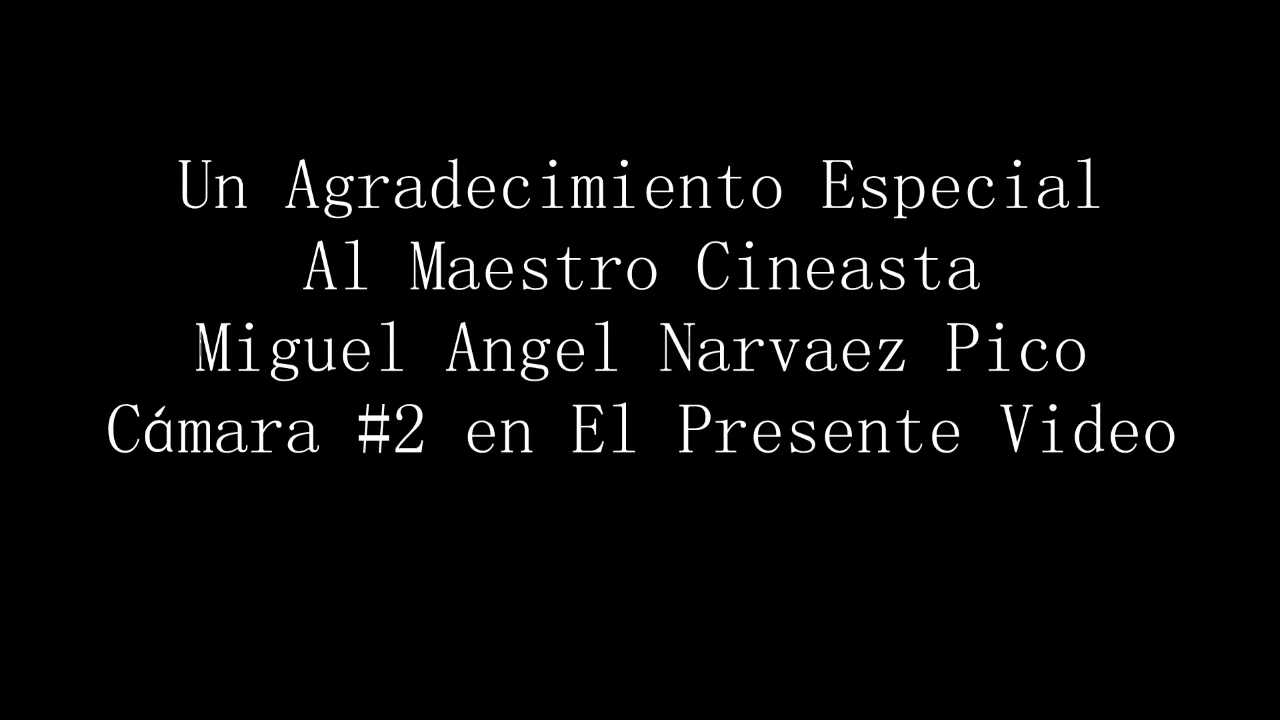 Un Agradecimiento Especial
Al Maestro Cineasta
Miguel Angel Narvaez Pico
Cámara #2 en El Presente Video